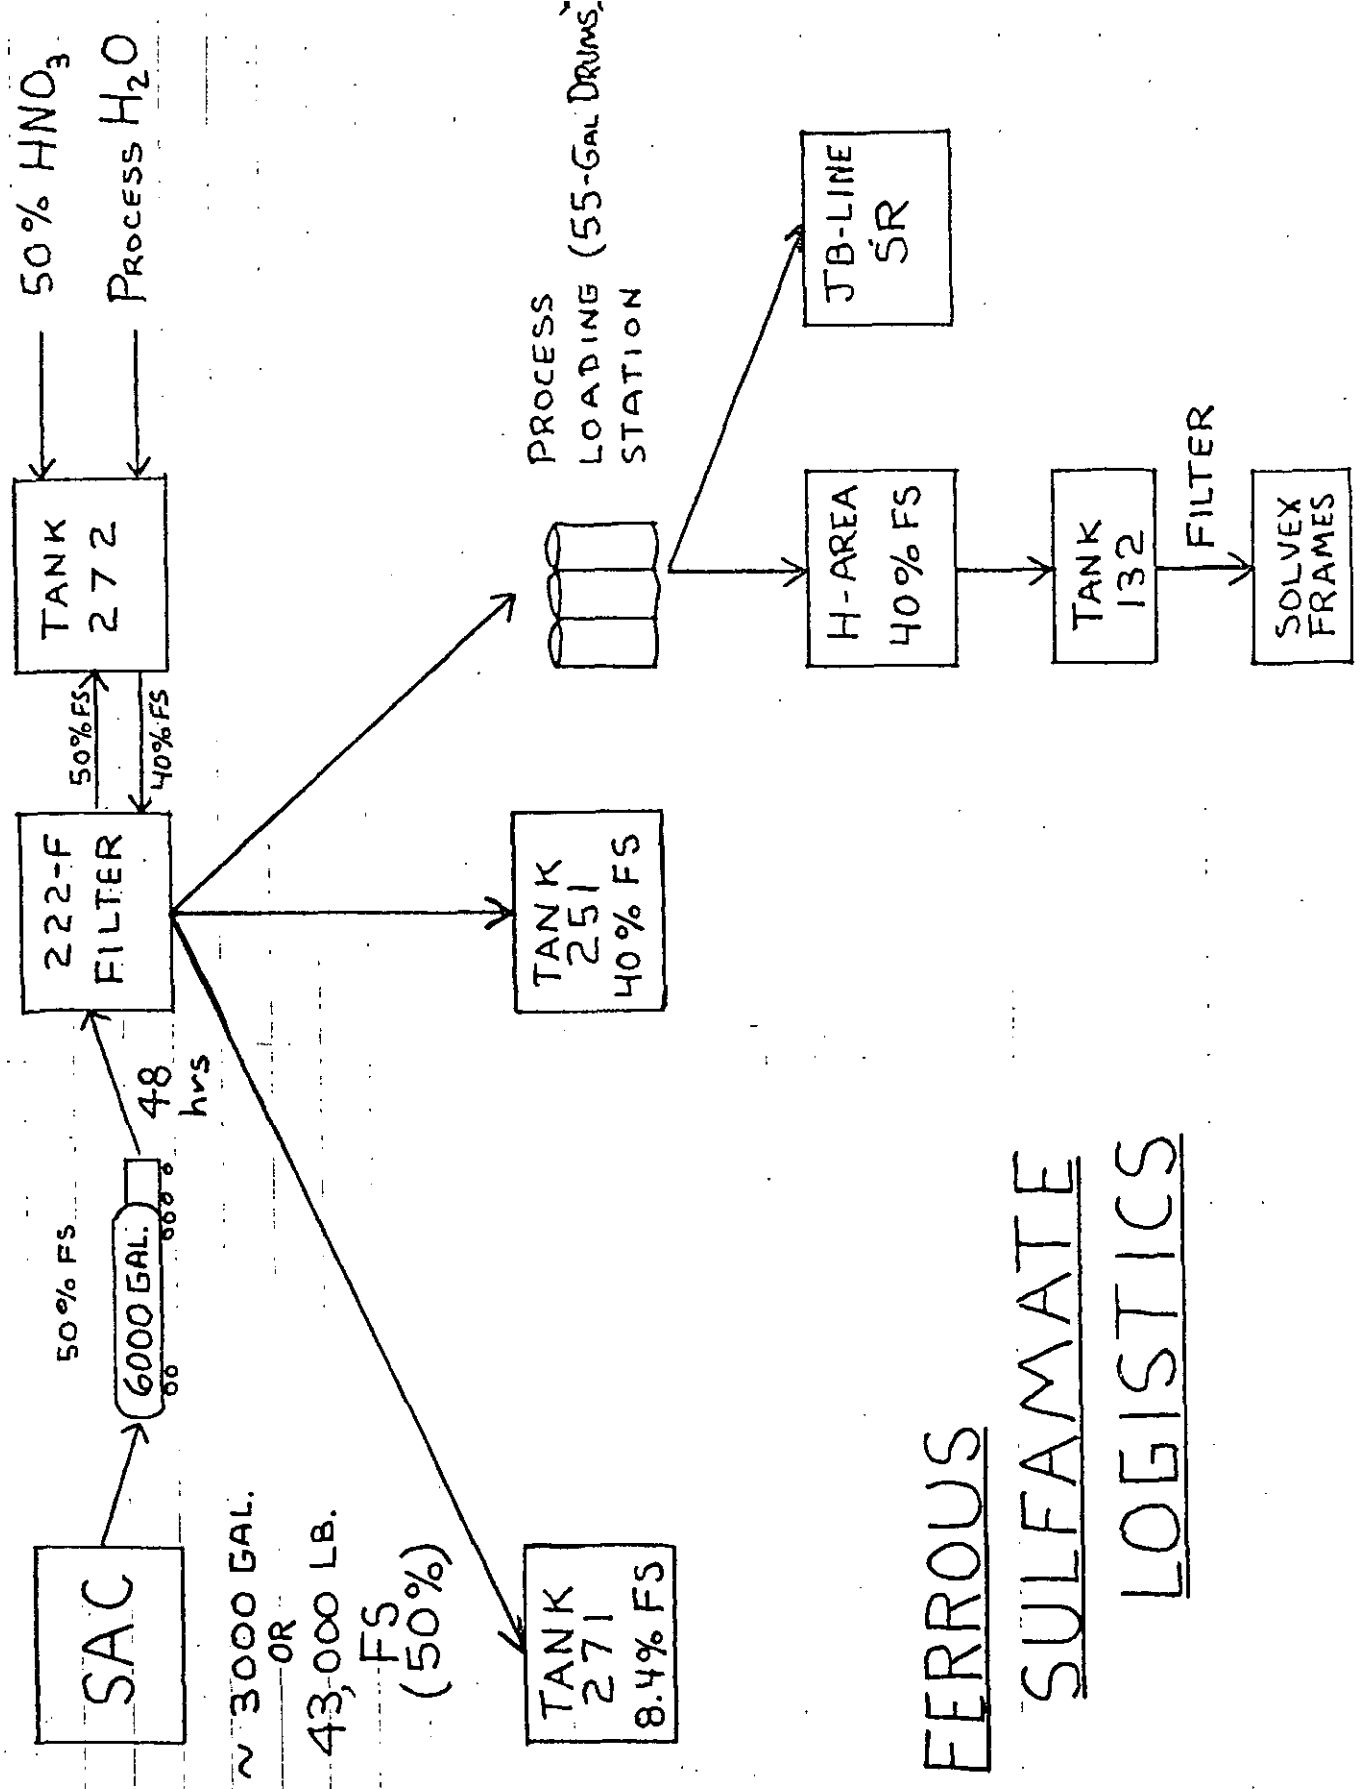 SAC
~ 3000 GAL.
OR
43,000 LB.
FS
(50%)
50% FS
6000 GAL.
48
hrs
222-F
FILTER
50% FS
40% FS
TANK
272
50% HNO₃
PROCESS H₂O
TANK
271
8.4% FS
TANK
251
40% FS
PROCESS
LOADING (55-GAL DRUMS)
STATION
H-AREA
40% FS
JB-LINE
SR
TANK
132
FILTER
SOLVEX
FRAMES
FERROUS
SULFAMATE
LOGISTICS